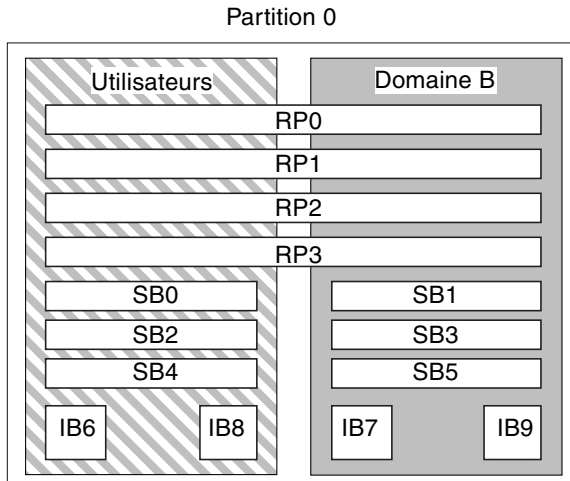 Partition 0
Utilisateurs Domaine B
RP0
RP1
RP2
RP3
SB0 SB1
SB2 SB3
SB4 SB5
IB6 IB8 IB7 IB9